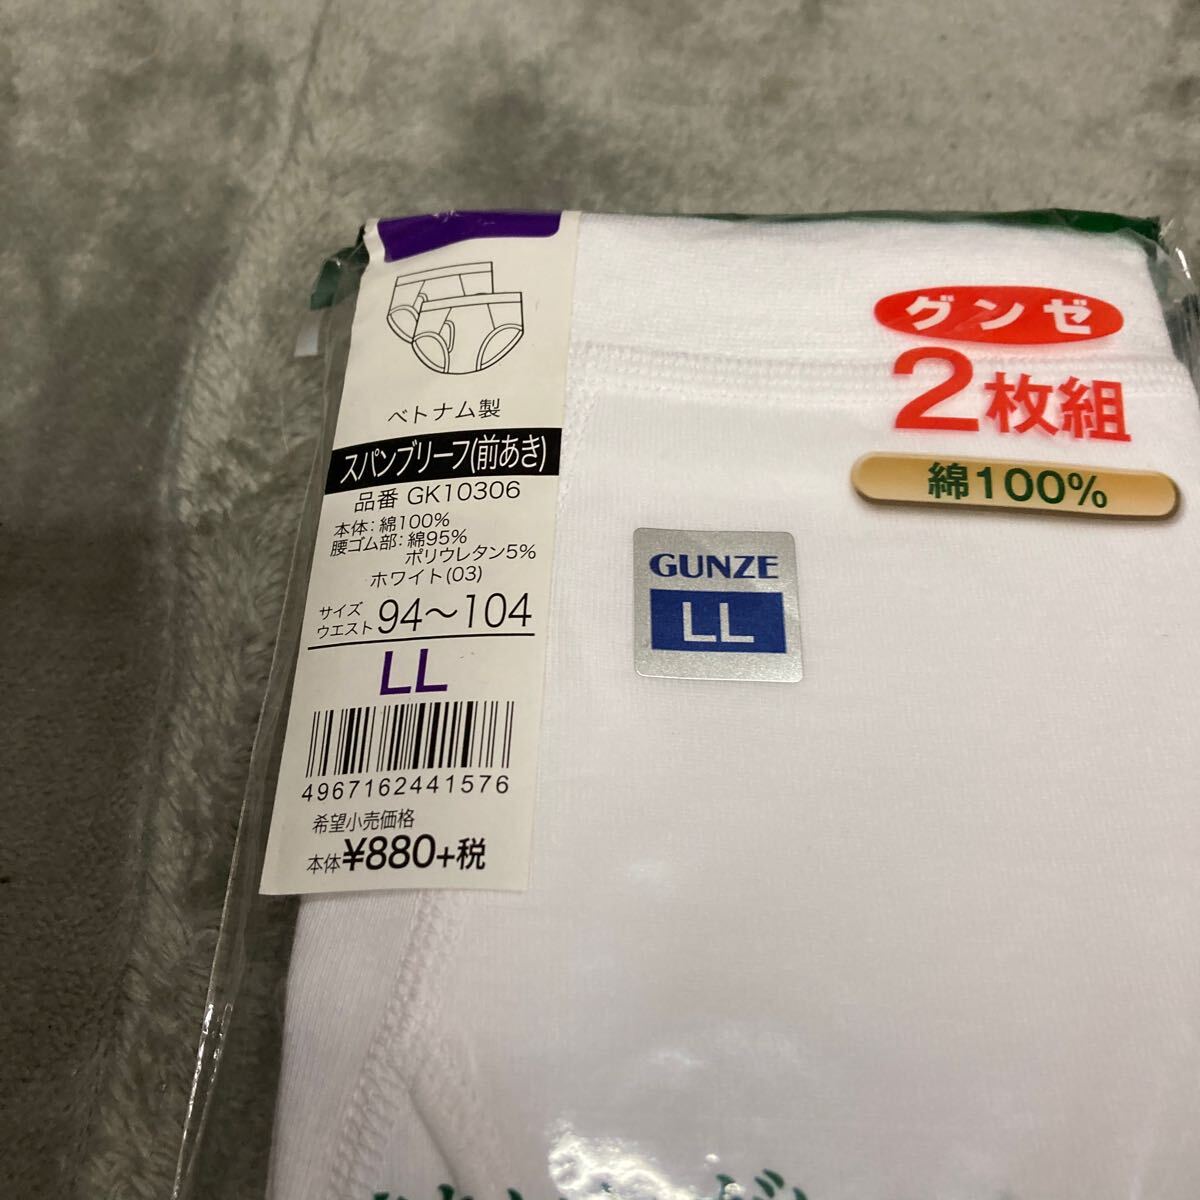 ベトナム製
スパンブリーフ(前あき)
品番 GK10306
本体: 綿100%
腰ゴム部: 綿95%
ポリウレタン5%
ホワイト(03)
サイズ
ウエスト 94～104
LL
4967162441576
希望小売価格
本体 ¥880+税
グンゼ
2枚組
綿100%
GUNZE
LL